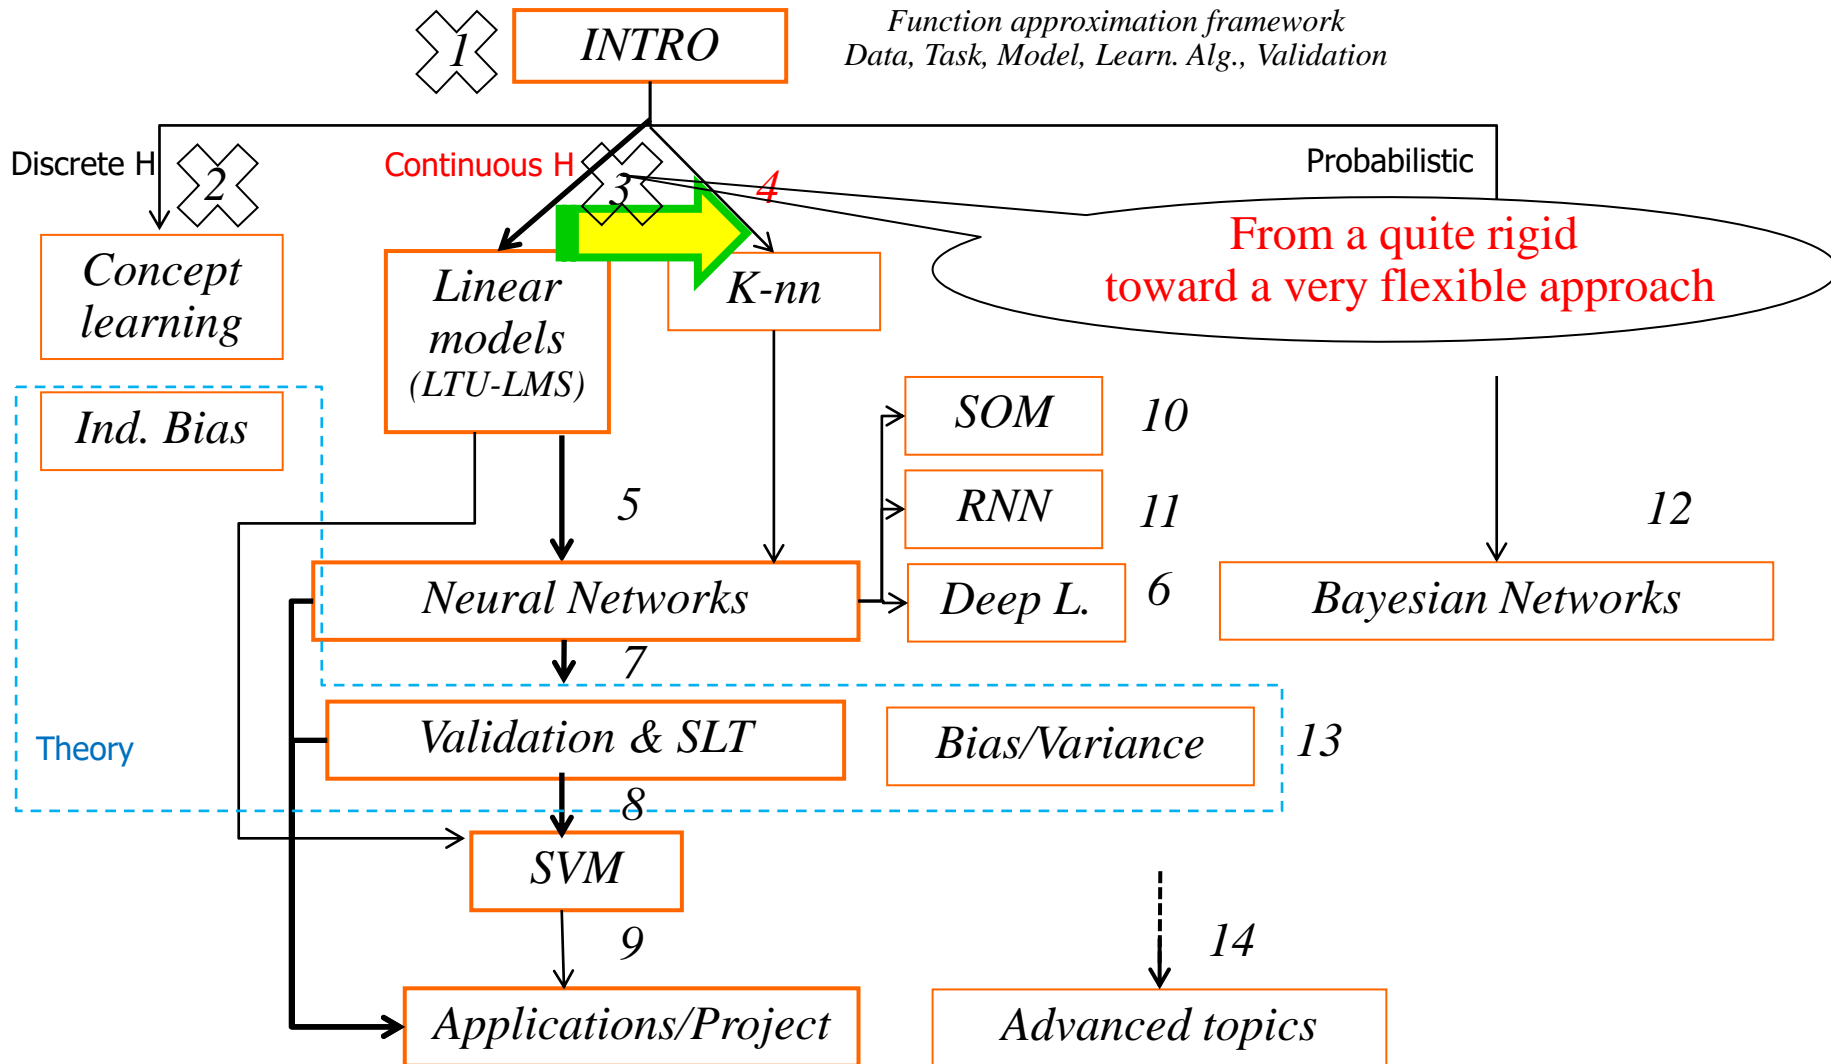 1
INTRO
Function approximation framework
Data, Task, Model, Learn. Alg., Validation
Discrete H
2
Continuous H
3
4
Probabilistic
From a quite rigid
toward a very flexible approach
Concept
learning
Linear
models
(LTU-LMS)
K-nn
Ind. Bias
SOM
10
5
RNN
11
12
Neural Networks
Deep L.
6
Bayesian Networks
7
Theory
Validation & SLT
Bias/Variance
13
8
SVM
9
14
Applications/Project
Advanced topics